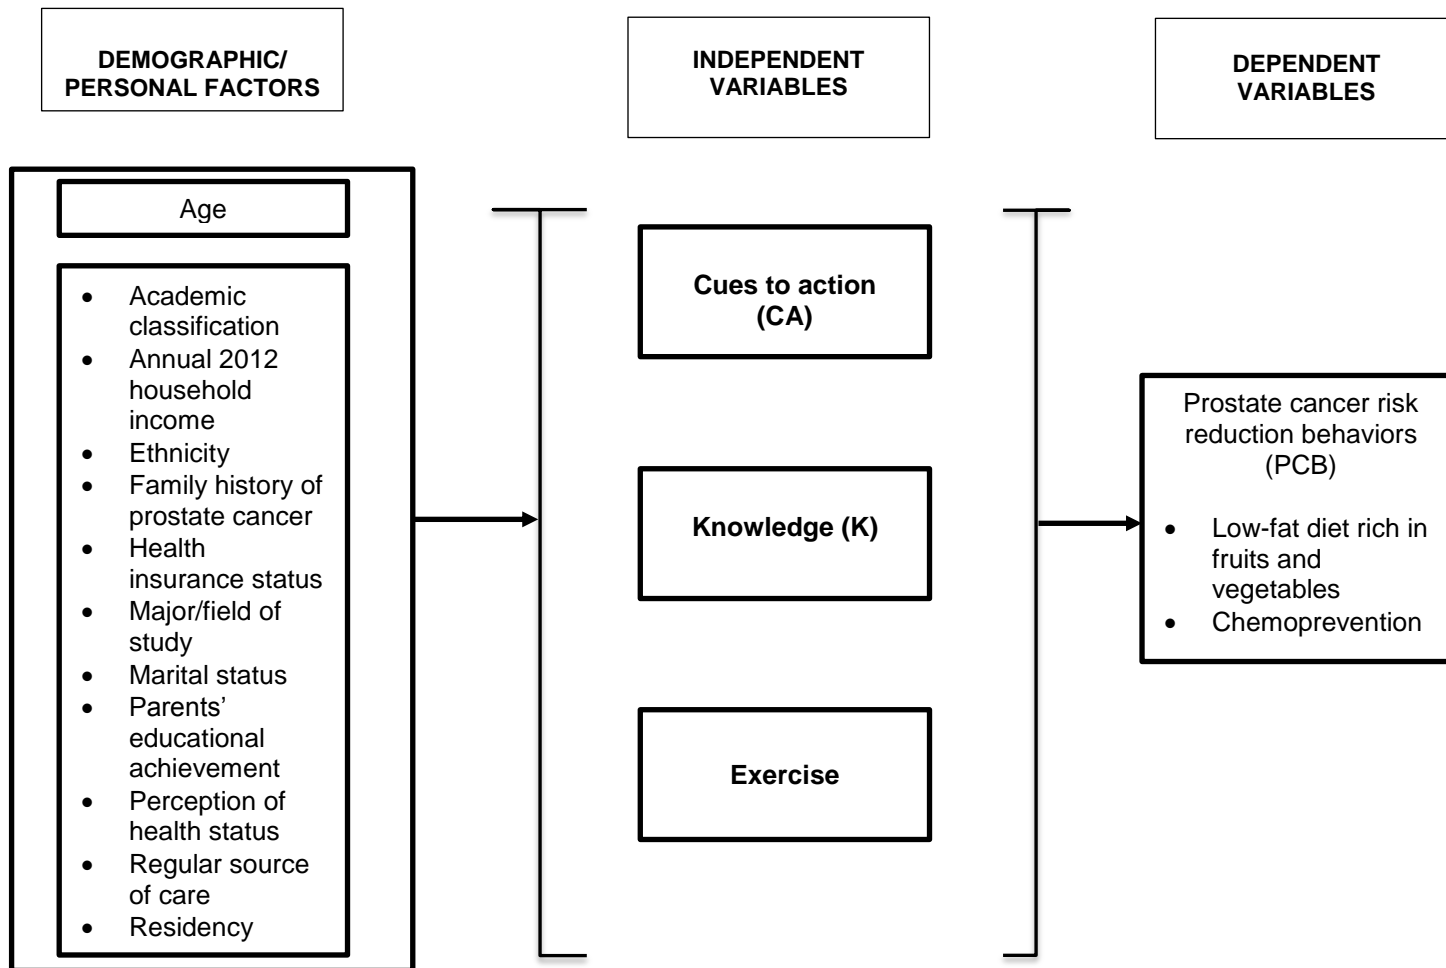 DEMOGRAPHIC/
PERSONAL FACTORS
INDEPENDENT
VARIABLES
DEPENDENT
VARIABLES
Age
• Academic
classification
• Annual 2012
household
income
• Ethnicity
• Family history of
prostate cancer
• Health
insurance status
• Major/field of
study
• Marital status
• Parents’
educational
achievement
• Perception of
health status
• Regular source
of care
• Residency
Cues to action
(CA)
Knowledge (K)
Exercise
Prostate cancer risk
reduction behaviors
(PCB)
• Low-fat diet rich in
fruits and
vegetables
• Chemoprevention